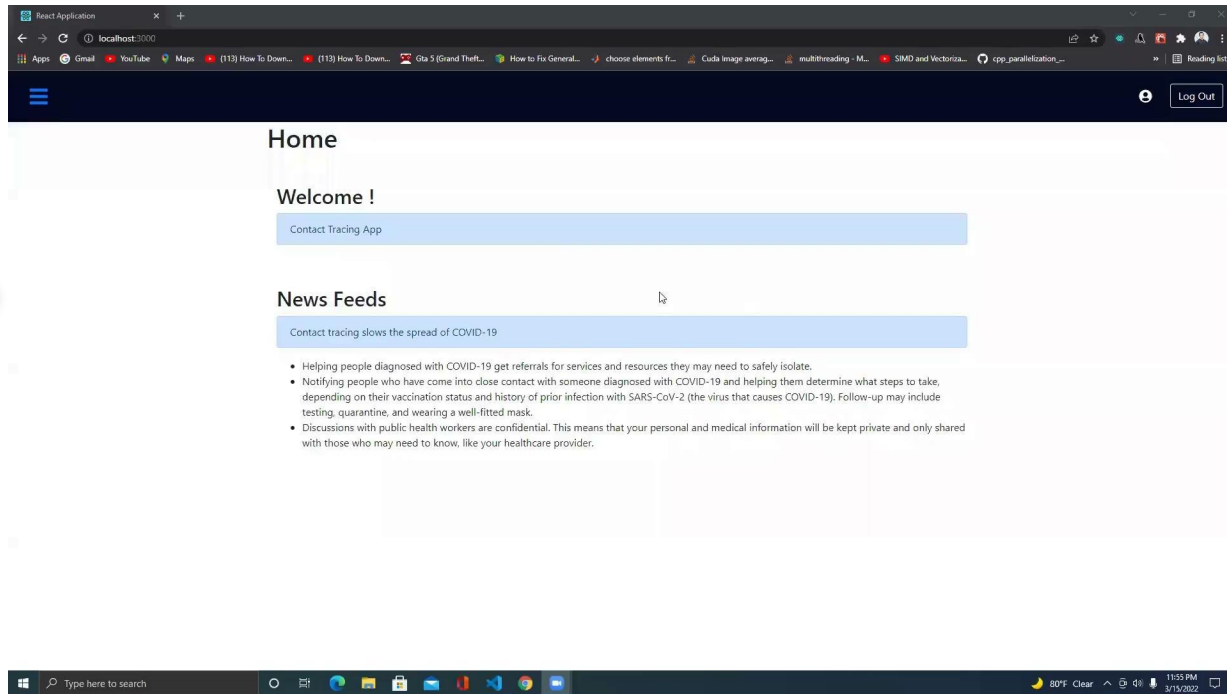 React Application
localhost:3000
Apps Gmail YouTube Maps (113) How To Down... (113) How To Down... Gta 5 (Grand Theft... How to Fix General... choose elements fr... Cuda Image averag... multithreading - M... SIMD and Vectoriza... cpp_parallelization_... » Reading list
Log Out
Home
Welcome !
Contact Tracing App
News Feeds
Contact tracing slows the spread of COVID-19
• Helping people diagnosed with COVID-19 get referrals for services and resources they may need to safely isolate.
• Notifying people who have come into close contact with someone diagnosed with COVID-19 and helping them determine what steps to take,
depending on their vaccination status and history of prior infection with SARS-CoV-2 (the virus that causes COVID-19). Follow-up may include
testing, quarantine, and wearing a well-fitted mask.
• Discussions with public health workers are confidential. This means that your personal and medical information will be kept private and only shared
with those who may need to know, like your healthcare provider.
Type here to search
80°F Clear
11:55 PM
3/15/2022